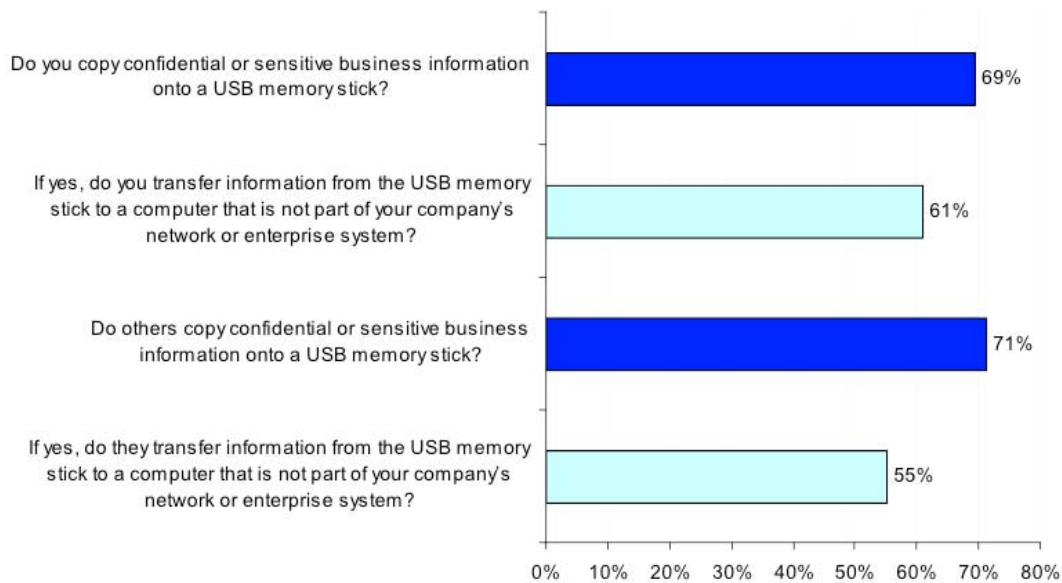 Do you copy confidential or sensitive business information
onto a USB memory stick?
69%
If yes, do you transfer information from the USB memory
stick to a computer that is not part of your company's
network or enterprise system?
61%
Do others copy confidential or sensitive business
information onto a USB memory stick?
71%
If yes, do they transfer information from the USB memory
stick to a computer that is not part of your company's
network or enterprise system?
55%
0% 10% 20% 30% 40% 50% 60% 70% 80%